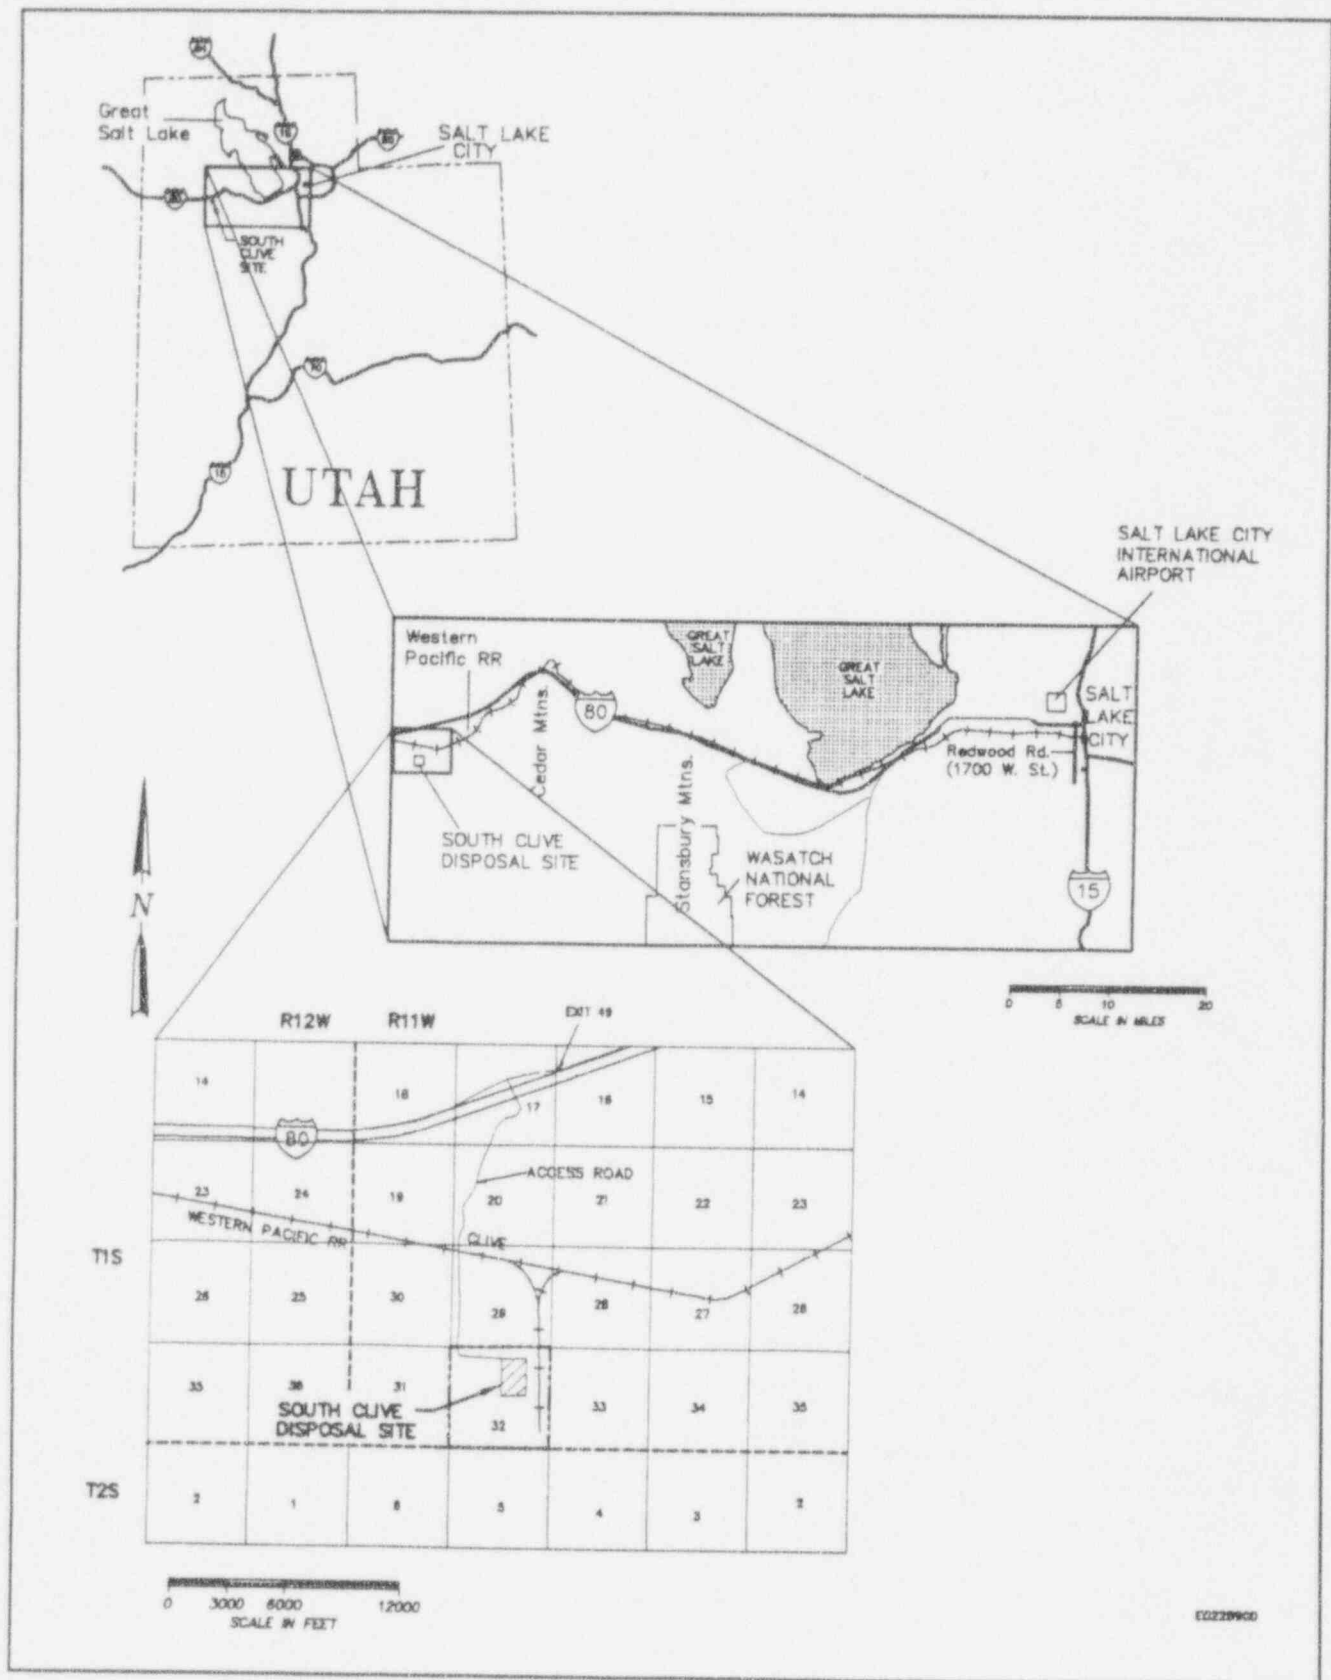 Great
Salt Lake
SALT LAKE
CITY
SOUTH
CLIVE
SITE
UTAH
SALT LAKE CITY
INTERNATIONAL
AIRPORT
Western
Pacific RR
GREAT
SALT
LAKE
GREAT
SALT
LAKE
80
SALT
LAKE
CITY
Redwood Rd.
(1700 W. St.)
Cedar Mtns.
Stansbury Mtns.
SOUTH CLIVE
DISPOSAL SITE
WASATCH
NATIONAL
FOREST
15
N
0 5 10 20
SCALE IN MILES
R12W R11W
EXIT 49
14 18 17 16 15 14
80
ACCESS ROAD
23 24 19 20 21 22 23
WESTERN PACIFIC RR
CLIVE
T1S
26 25 30 29 28 27 26
35 36 31 32 33 34 35
SOUTH CLIVE
DISPOSAL SITE
T2S
2 1 6 5 4 3 2
0 3000 6000 12000
SCALE IN FEET